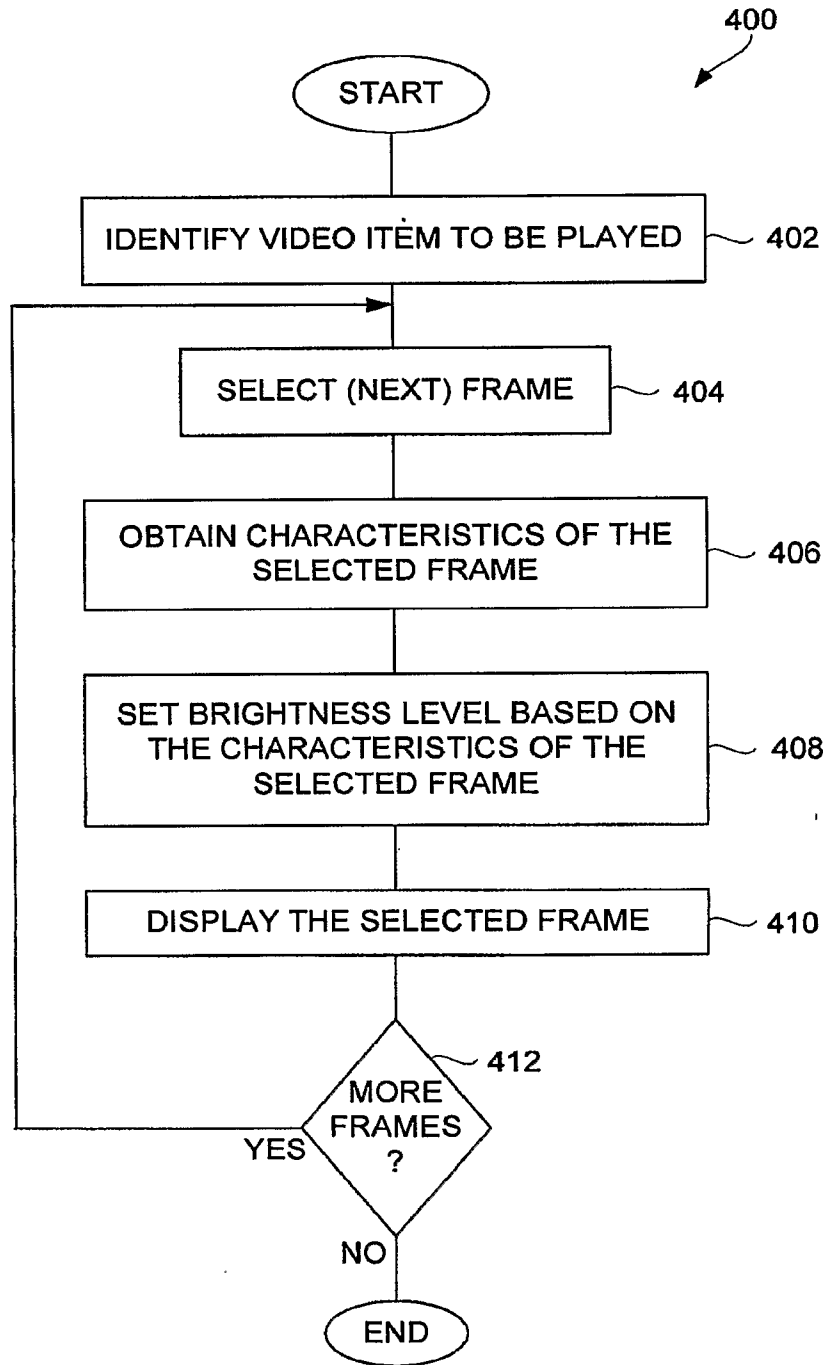 400
START
IDENTIFY VIDEO ITEM TO BE PLAYED
402
SELECT (NEXT) FRAME
404
OBTAIN CHARACTERISTICS OF THE
SELECTED FRAME
406
SET BRIGHTNESS LEVEL BASED ON
THE CHARACTERISTICS OF THE
SELECTED FRAME
408
DISPLAY THE SELECTED FRAME
410
412
MORE
FRAMES
?
YES
NO
END